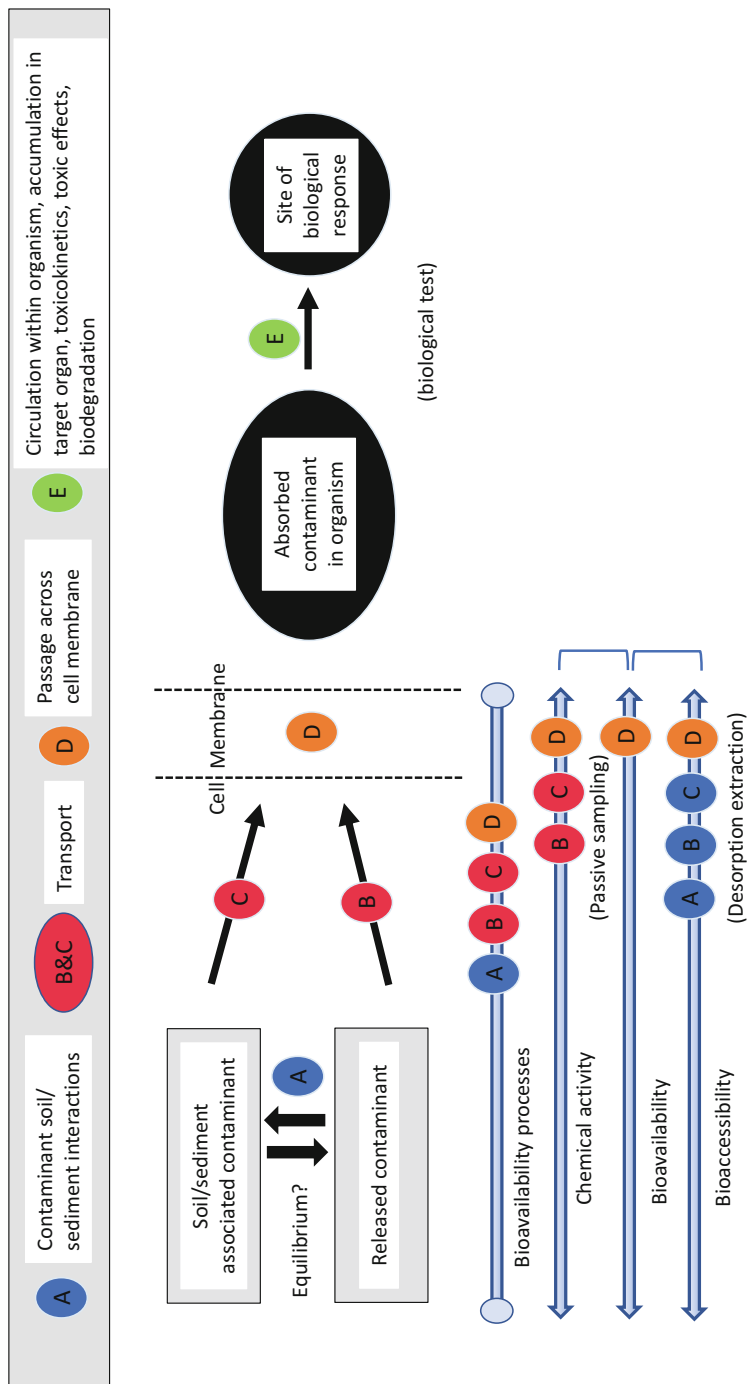 A
Contaminant soil/
sediment interactions
B&C
Transport
D
Passage across
cell membrane
E
Circulation within organism, accumulation in
target organ, toxicokinetics, toxic effects,
biodegradation
Soil/sediment
associated contaminant
Equilibrium?
A
Released contaminant
C
B
Cell Membrane
D
Absorbed
contaminant
in organism
E
Site of
biological
response
(biological test)
Bioavailability processes
A
B
C
D
Chemical activity
B
C
D
(Passive sampling)
Bioavailability
D
Bioaccessibility
A
B
C
D
(Desorption extraction)